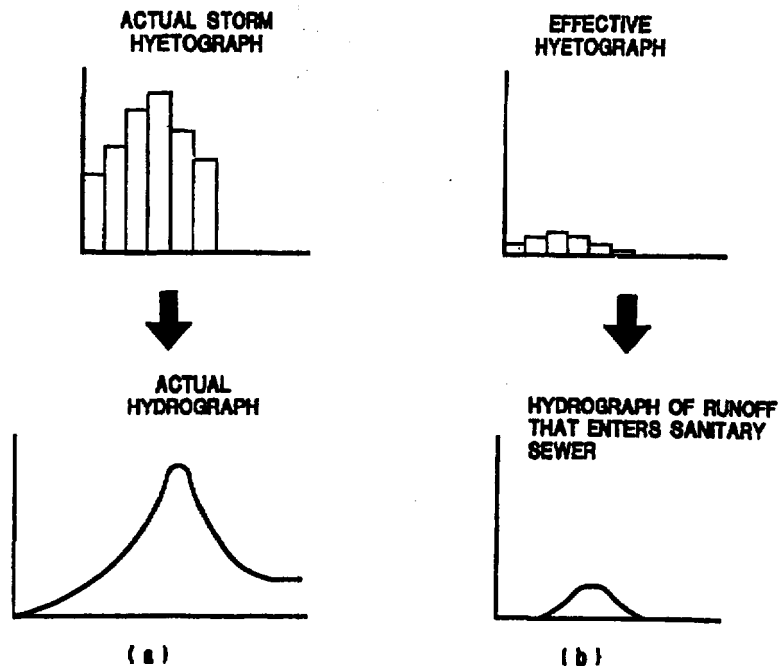 ACTUAL STORM
HYETOGRAPH
EFFECTIVE
HYETOGRAPH
ACTUAL
HYDROGRAPH
HYDROGRAPH OF RUNOFF
THAT ENTERS SANITARY
SEWER
(a)
(b)